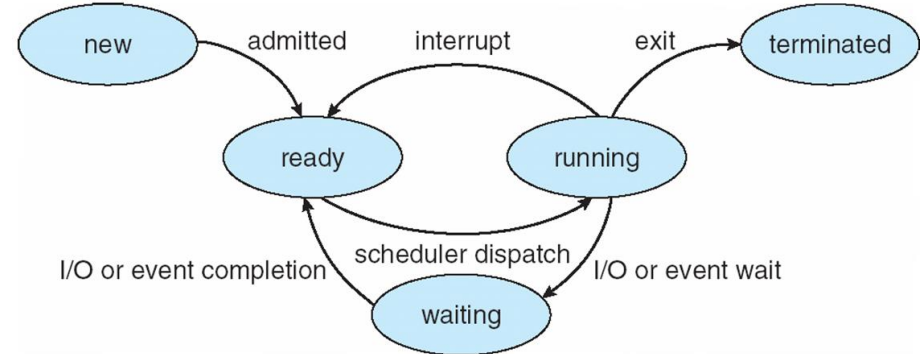 new
admitted
interrupt
exit
terminated
ready
running
scheduler dispatch
I/O or event completion
I/O or event wait
waiting